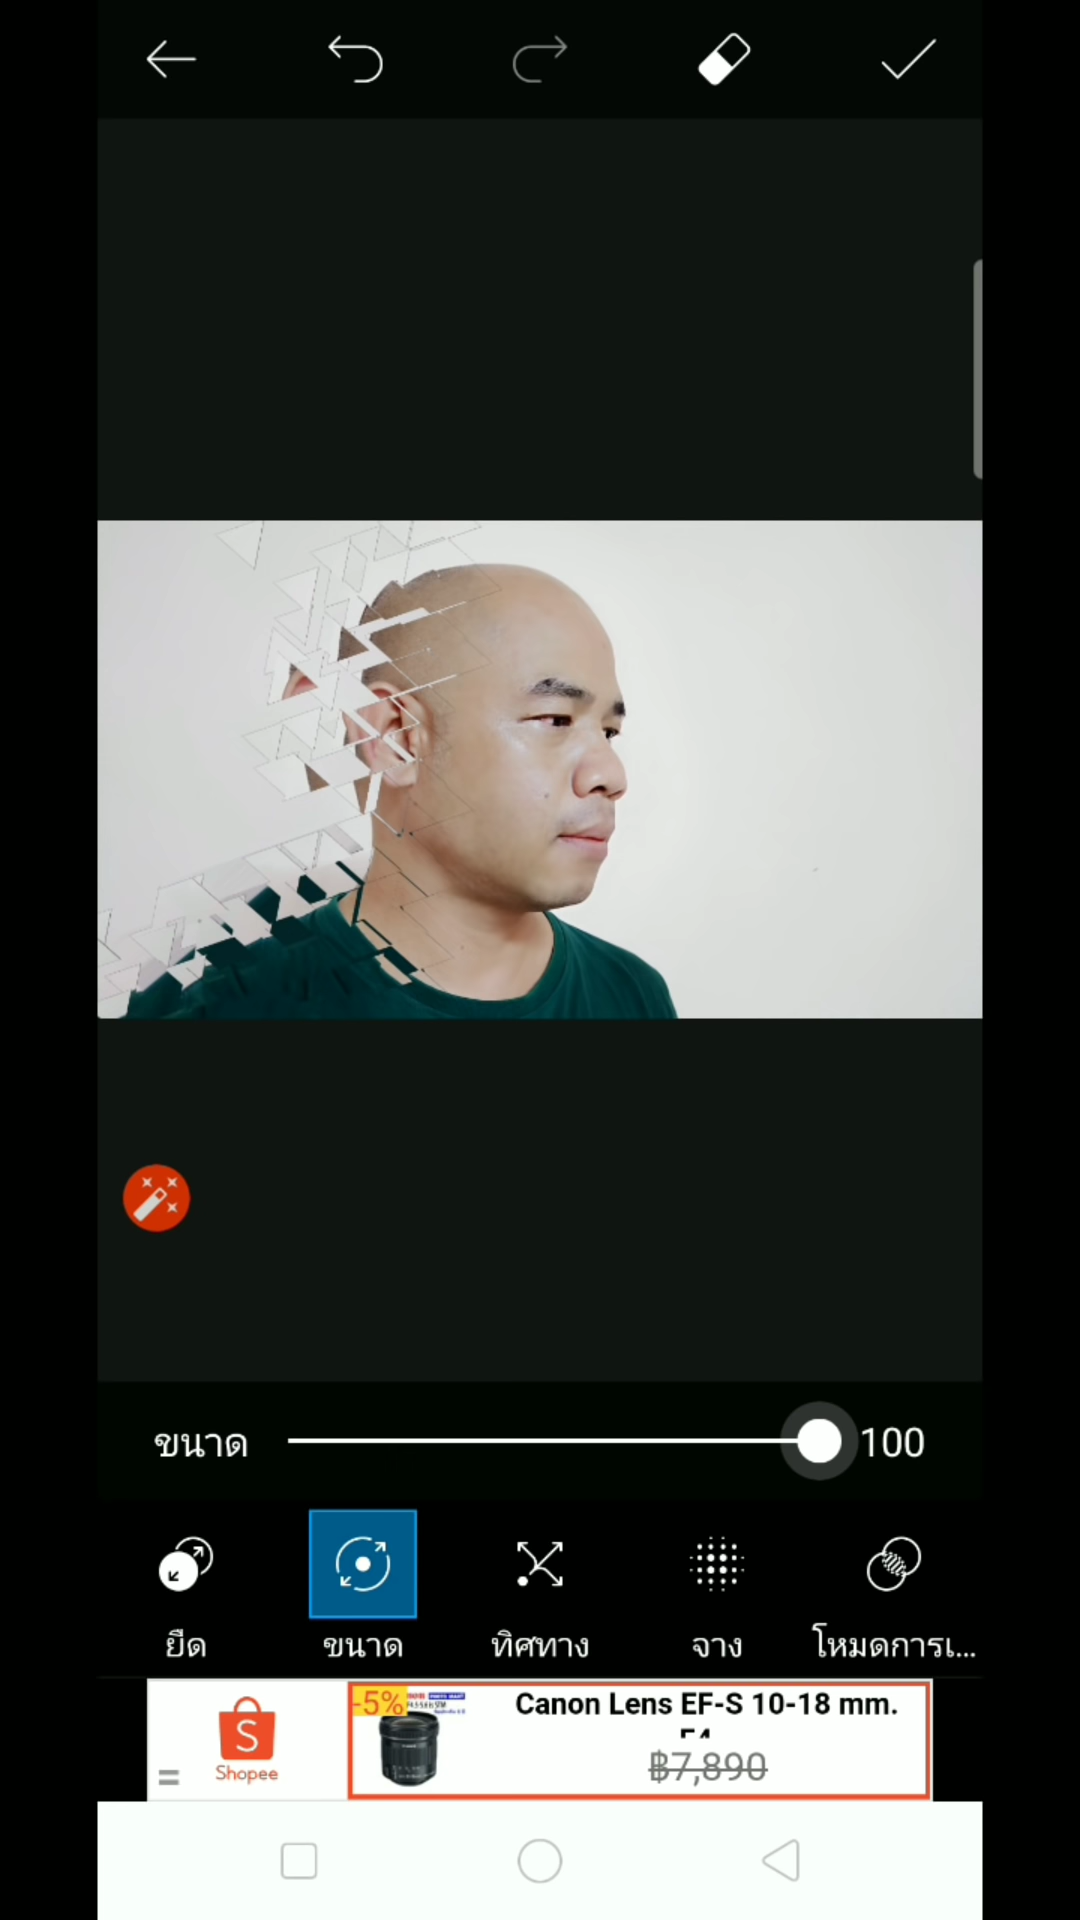 ขนาด
100
ยืด
ขนาด
ทิศทาง
จาง
โหมดการเ...
Shopee
-5%
Canon Lens EF-S 10-18 mm.
฿7,890